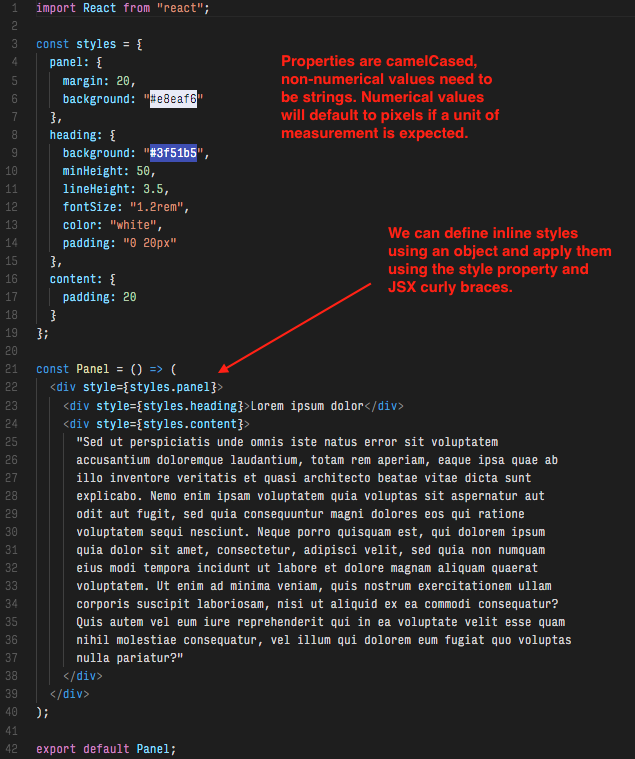 1 import React from "react";
2
3 const styles = {
4 panel: {
5 margin: 20,
6 background: "#e8eaf6"
7 },
8 heading: {
9 background: "#3f51b5",
10 minHeight: 50,
11 lineHeight: 3.5,
12 fontSize: "1.2rem",
13 color: "white",
14 padding: "0 20px"
15 },
16 content: {
17 padding: 20
18 }
19 };
20
21 const Panel = () => (
22 <div style={styles.panel}>
23 <div style={styles.heading}>Lorem ipsum dolor</div>
24 <div style={styles.content}>
25 "Sed ut perspiciatis unde omnis iste natus error sit voluptatem
26 accusantium doloremque laudantium, totam rem aperiam, eaque ipsa quae ab
27 illo inventore veritatis et quasi architecto beatae vitae dicta sunt
28 explicabo. Nemo enim ipsam voluptatem quia voluptas sit aspernatur aut
29 odit aut fugit, sed quia consequuntur magni dolores eos qui ratione
30 voluptatem sequi nesciunt. Neque porro quisquam est, qui dolorem ipsum
31 quia dolor sit amet, consectetur, adipisci velit, sed quia non numquam
32 eius modi tempora incidunt ut labore et dolore magnam aliquam quaerat
33 voluptatem. Ut enim ad minima veniam, quis nostrum exercitationem ullam
34 corporis suscipit laboriosam, nisi ut aliquid ex ea commodi consequatur?
35 Quis autem vel eum iure reprehenderit qui in ea voluptate velit esse quam
36 nihil molestiae consequatur, vel illum qui dolorem eum fugiat quo voluptas
37 nulla pariatur?"
38 </div>
39 </div>
40 );
41
42 export default Panel;
Properties are camelCased,
non-numerical values need to
be strings. Numerical values
will default to pixels if a unit of
measurement is expected.
We can define inline styles
using an object and apply them
using the style property and
JSX curly braces.